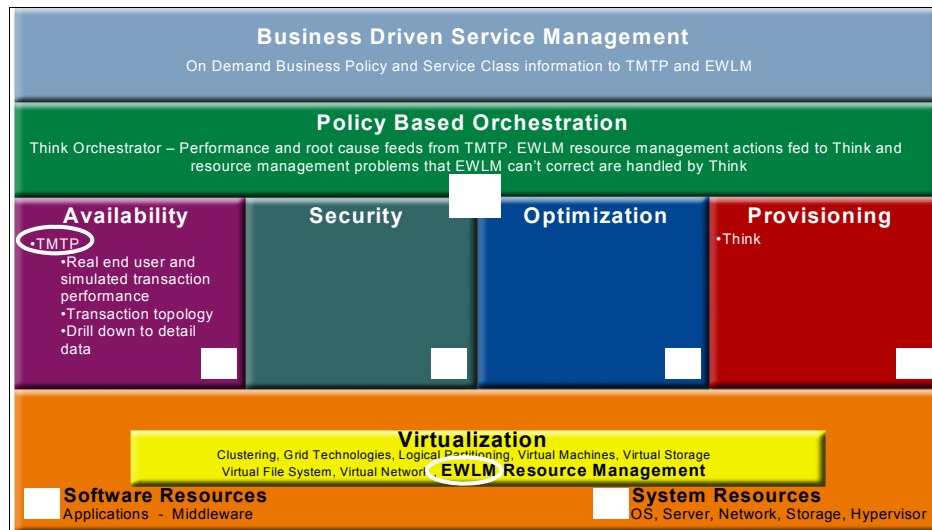 Business Driven Service Management
On Demand Business Policy and Service Class information to TMTP and EWLM
Policy Based Orchestration
Think Orchestrator – Performance and root cause feeds from TMTP. EWLM resource management actions fed to Think and
resource management problems that EWLM can't correct are handled by Think
Availability
•TMTP
•Real end user and
simulated transaction
performance
•Transaction topology
•Drill down to detail
data
Security
Optimization
Provisioning
•Think
Virtualization
Clustering, Grid Technologies, Logical Partitioning, Virtual Machines, Virtual Storage
Virtual File System, Virtual Network, EWLM Resource Management
Software Resources
Applications - Middleware
System Resources
OS, Server, Network, Storage, Hypervisor